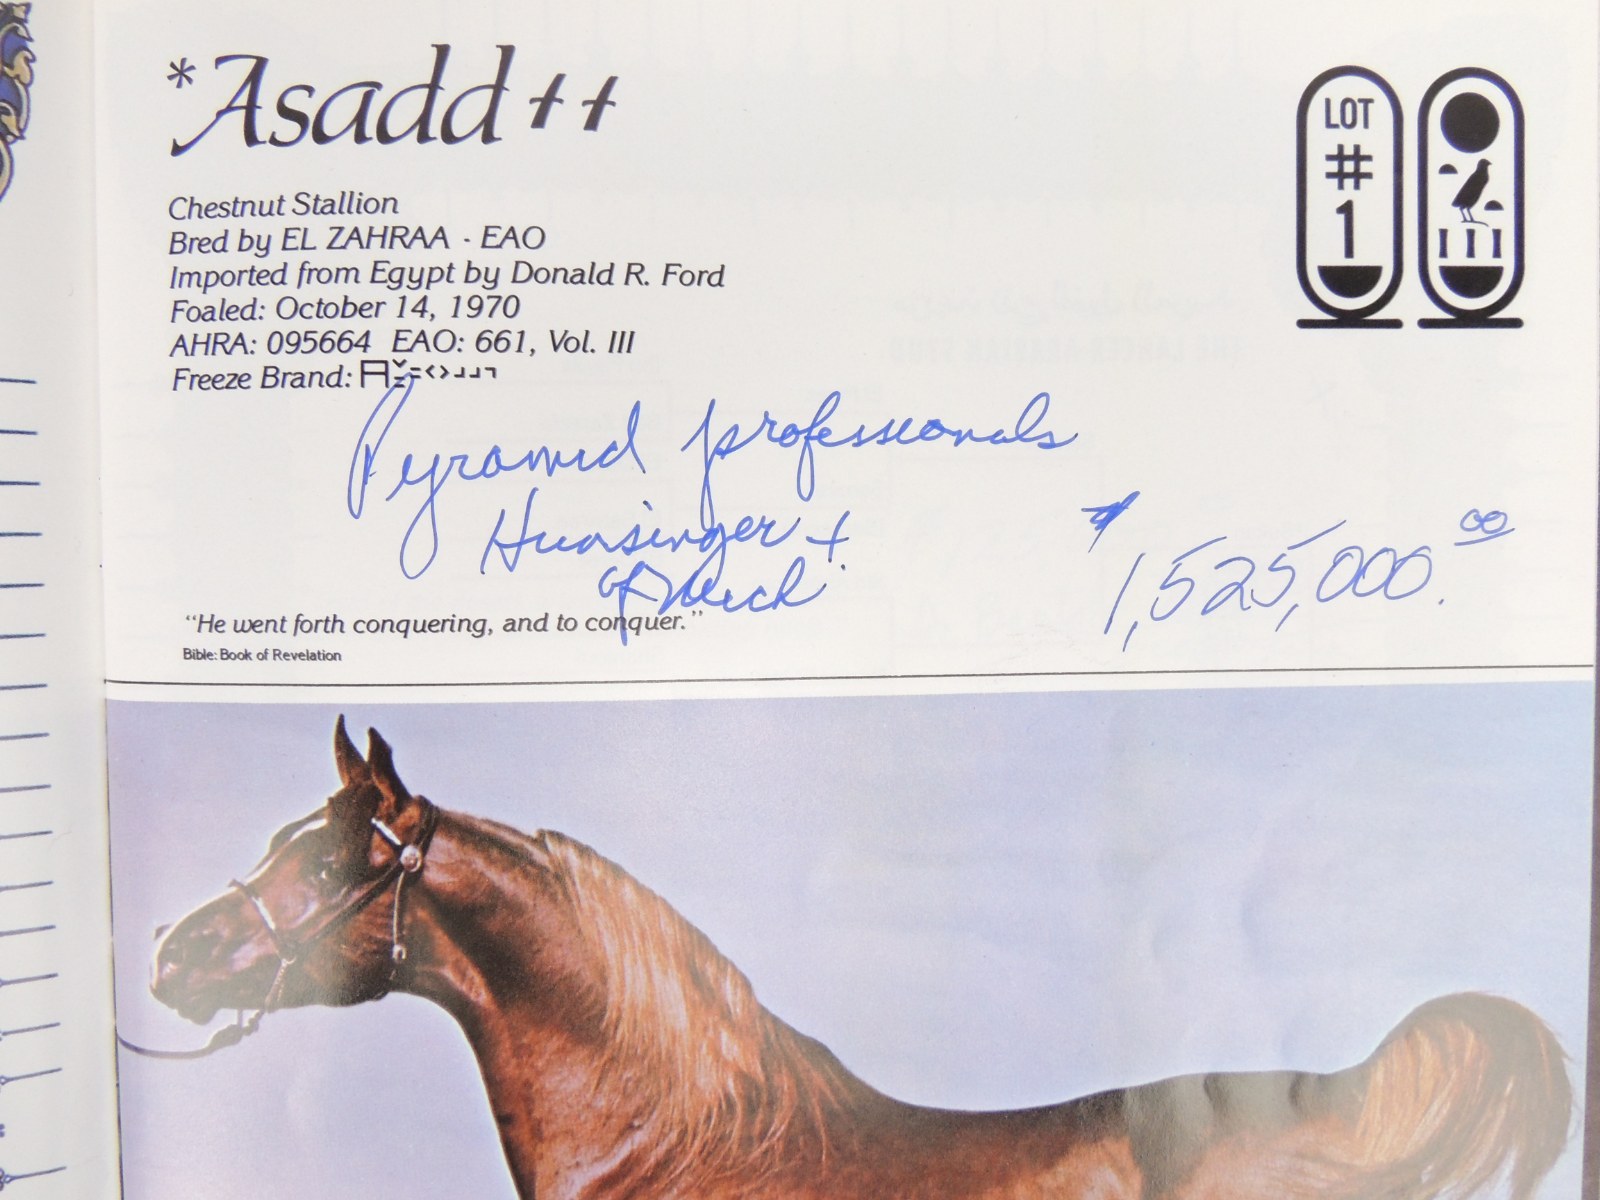 *Asadd ++
LOT
#
1
Chestnut Stallion
Bred by EL ZAHRAA - EAO
Imported from Egypt by Donald R. Ford
Foaled: October 14, 1970
AHRA: 095664 EAO: 661, Vol. III
Freeze Brand:
Pyramid professionals
Hunsinger +
$ 1,525,000.00
"He went forth conquering, and to conquer."
Bible: Book of Revelation